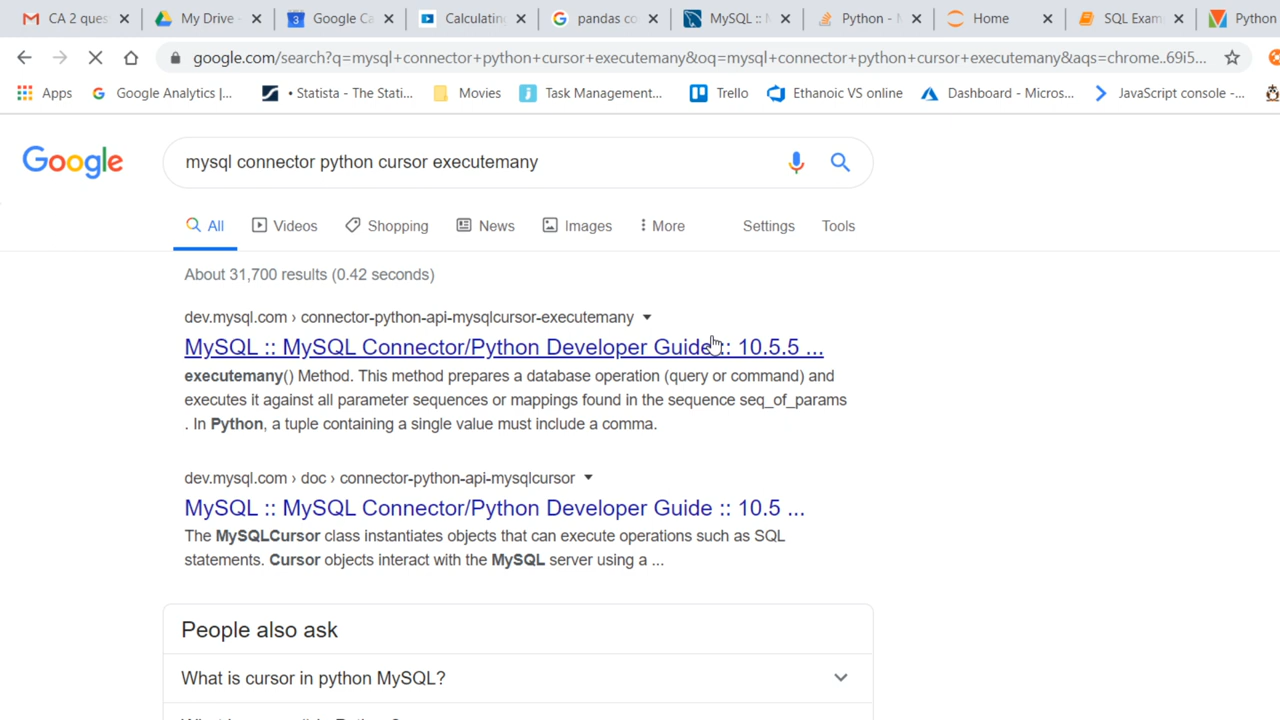 CA 2 ques
My Drive -
3
Google Ca
Calculating
pandas co
MySQL :: M
Python - M
Home
SQL Exam
Python
google.com/search?q=mysql+connector+python+cursor+executemany&oq=mysql+connector+python+cursor+executemany&aqs=chrome..69i5...
Apps
Google Analytics |...
• Statista - The Stati...
Movies
Task Management...
Trello
Ethanoic VS online
Dashboard - Micros...
JavaScript console -...
Google
mysql connector python cursor executemany
All
Videos
Shopping
News
Images
More
Settings
Tools
About 31,700 results (0.42 seconds)
dev.mysql.com › connector-python-api-mysqlcursor-executemany
MySQL :: MySQL Connector/Python Developer Guide :: 10.5.5 ...
executemany() Method. This method prepares a database operation (query or command) and
executes it against all parameter sequences or mappings found in the sequence seq_of_params
. In Python, a tuple containing a single value must include a comma.
dev.mysql.com › doc › connector-python-api-mysqlcursor
MySQL :: MySQL Connector/Python Developer Guide :: 10.5 ...
The MySQLCursor class instantiates objects that can execute operations such as SQL
statements. Cursor objects interact with the MySQL server using a ...
People also ask
What is cursor in python MySQL?